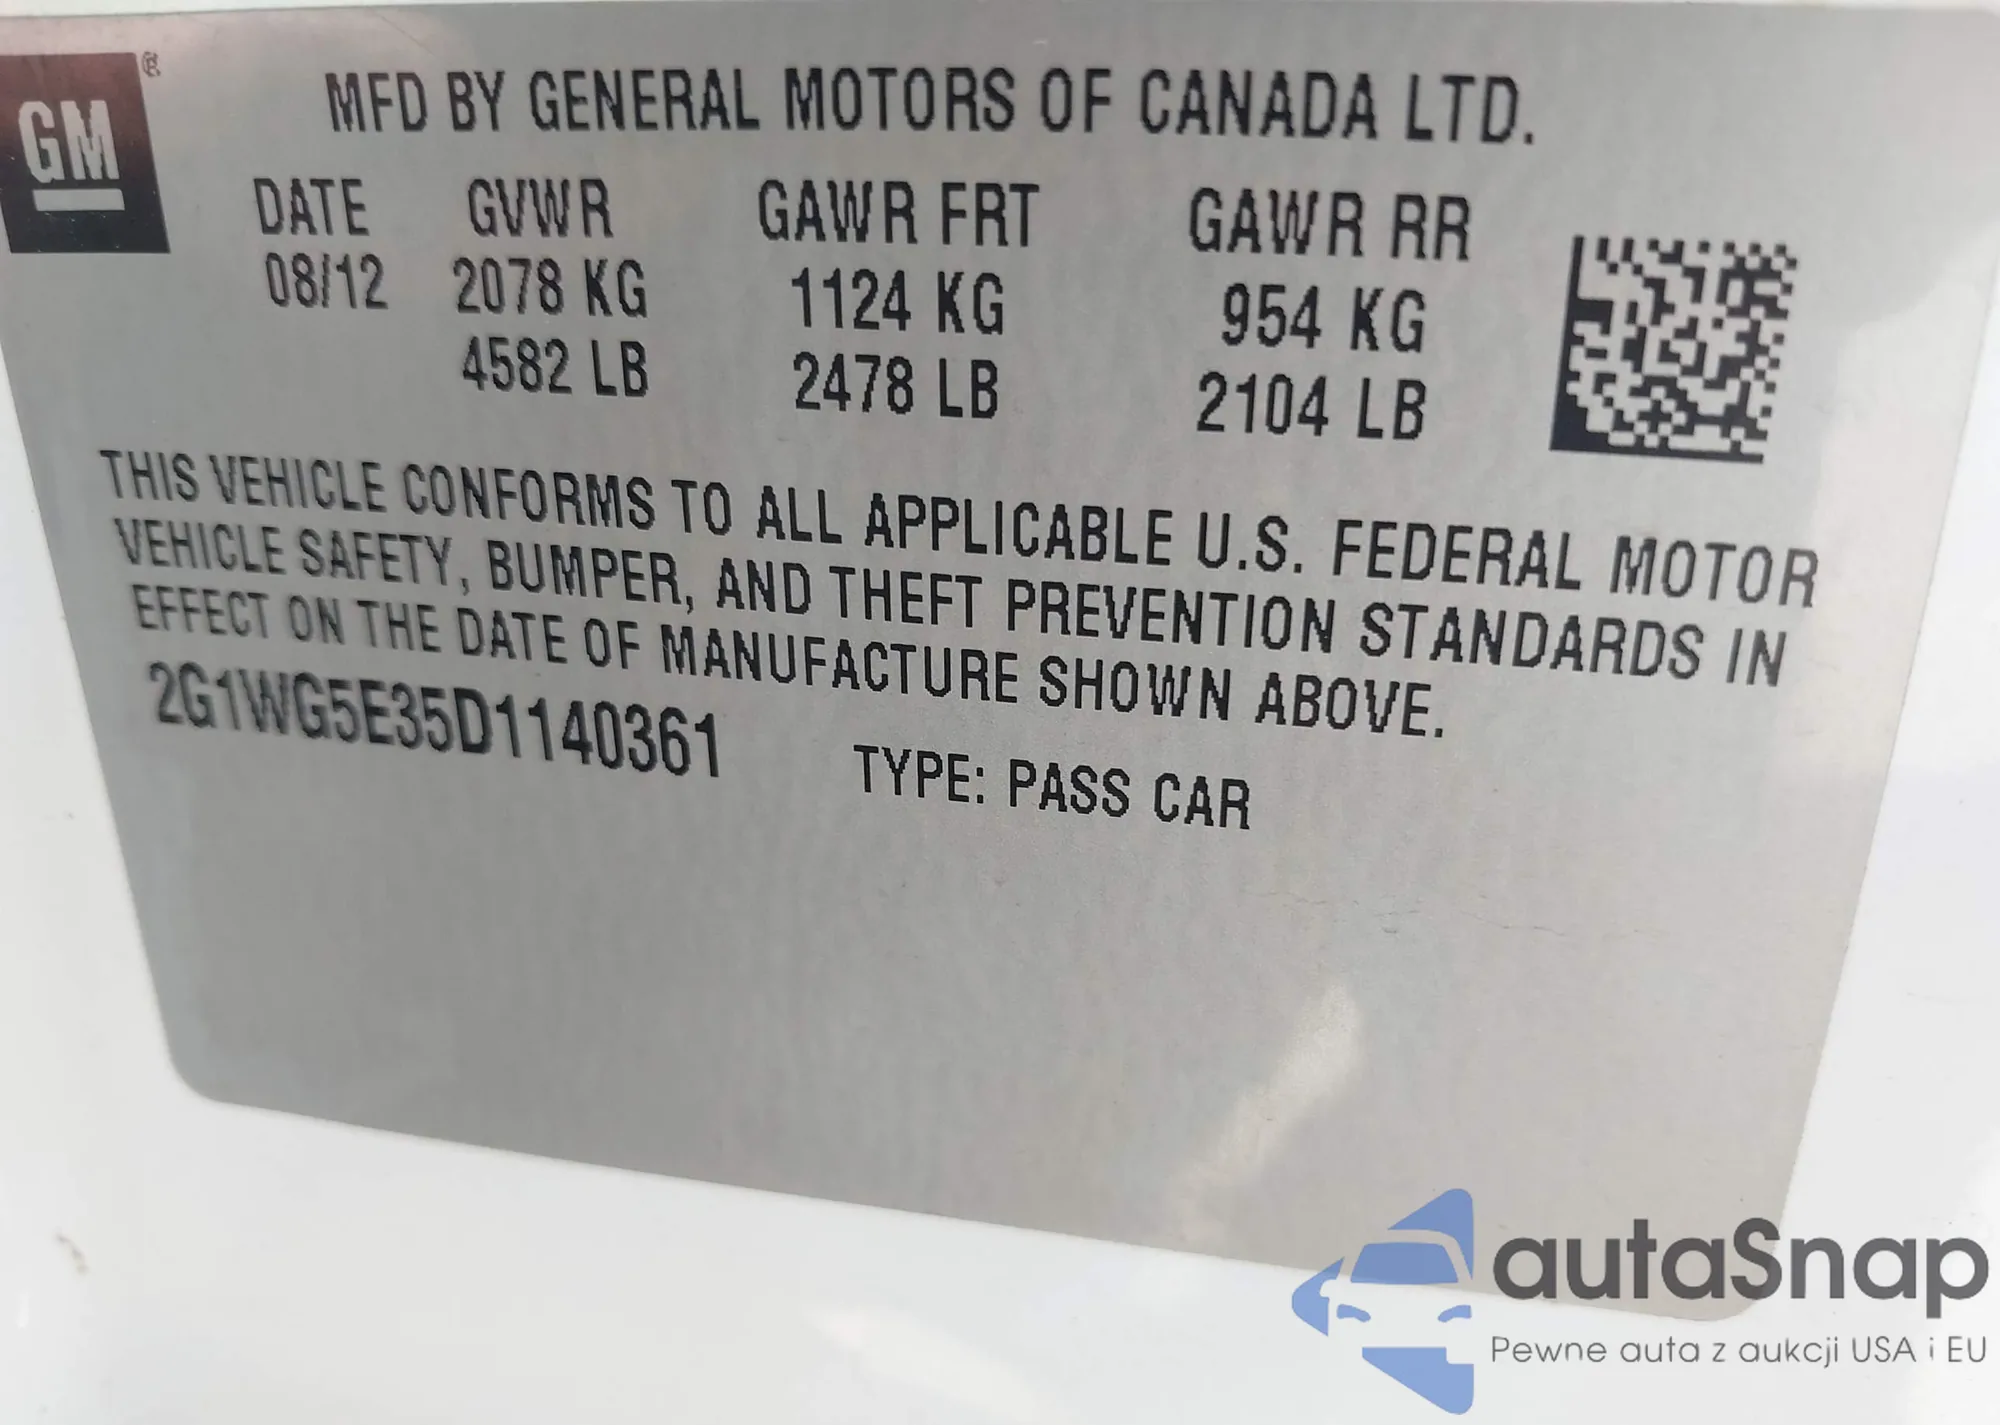 GM ®
MFD BY GENERAL MOTORS OF CANADA LTD.
DATE GVWR GAWR FRT GAWR RR
08/12 2078 KG 1124 KG 954 KG
4582 LB 2478 LB 2104 LB
THIS VEHICLE CONFORMS TO ALL APPLICABLE U.S. FEDERAL MOTOR
VEHICLE SAFETY, BUMPER, AND THEFT PREVENTION STANDARDS IN
EFFECT ON THE DATE OF MANUFACTURE SHOWN ABOVE.
2G1WG5E35D1140361 TYPE: PASS CAR
autaSnap
Pewne auta z aukcji USA i EU